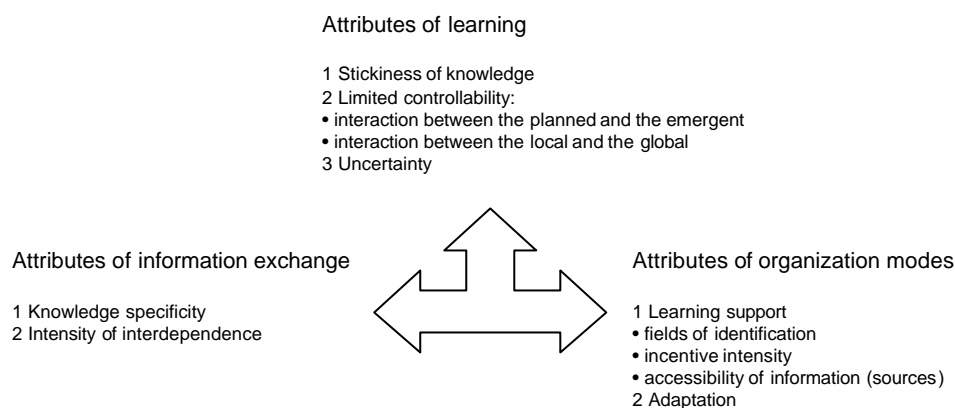 Attributes of learning
1 Stickiness of knowledge
2 Limited controllability:
• interaction between the planned and the emergent
• interaction between the local and the global
3 Uncertainty
Attributes of information exchange
1 Knowledge specificity
2 Intensity of interdependence
Attributes of organization modes
1 Learning support
• fields of identification
• incentive intensity
• accessibility of information (sources)
2 Adaptation